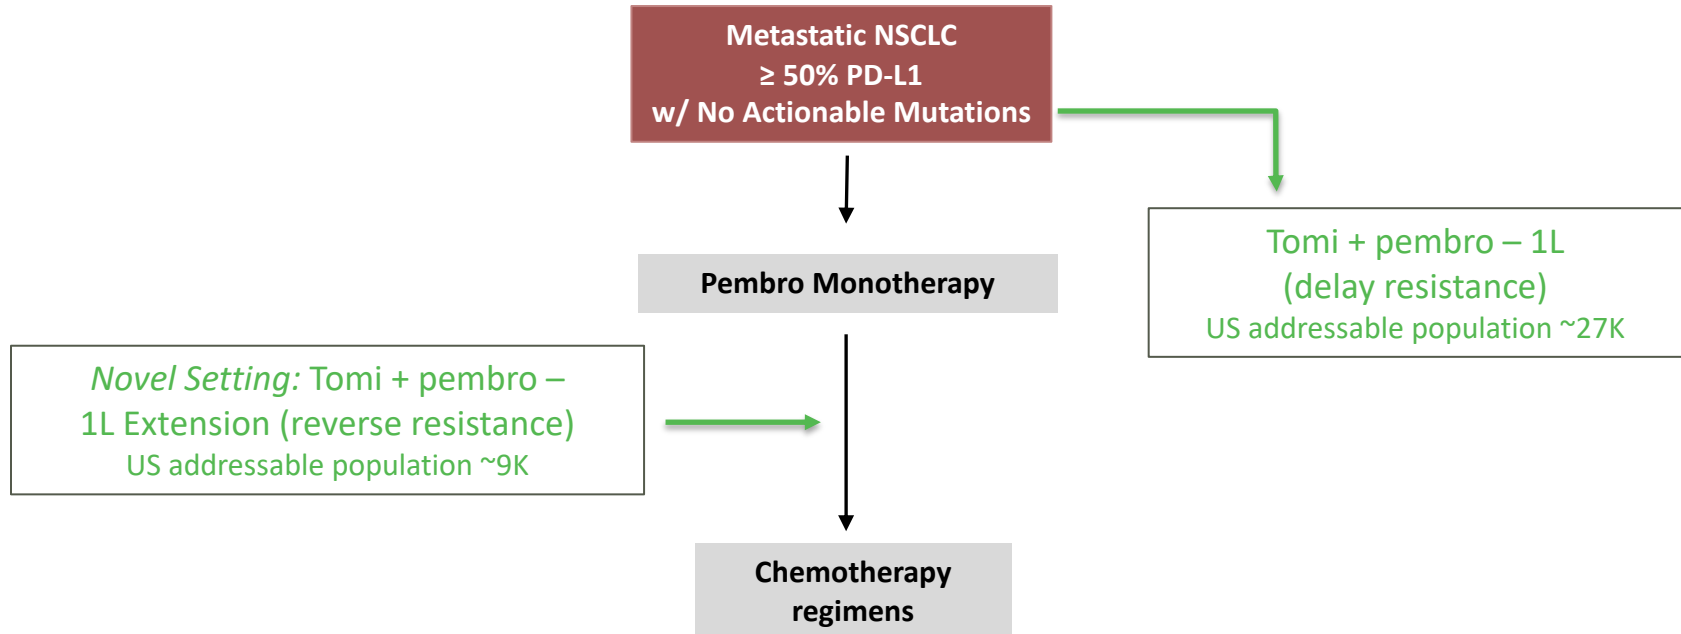 Metastatic NSCLC
≥ 50% PD-L1
w/ No Actionable Mutations
Tomi + pembro – 1L
(delay resistance)
US addressable population ~27K
Pembro Monotherapy
Novel Setting: Tomi + pembro –
1L Extension (reverse resistance)
US addressable population ~9K
Chemotherapy
regimens